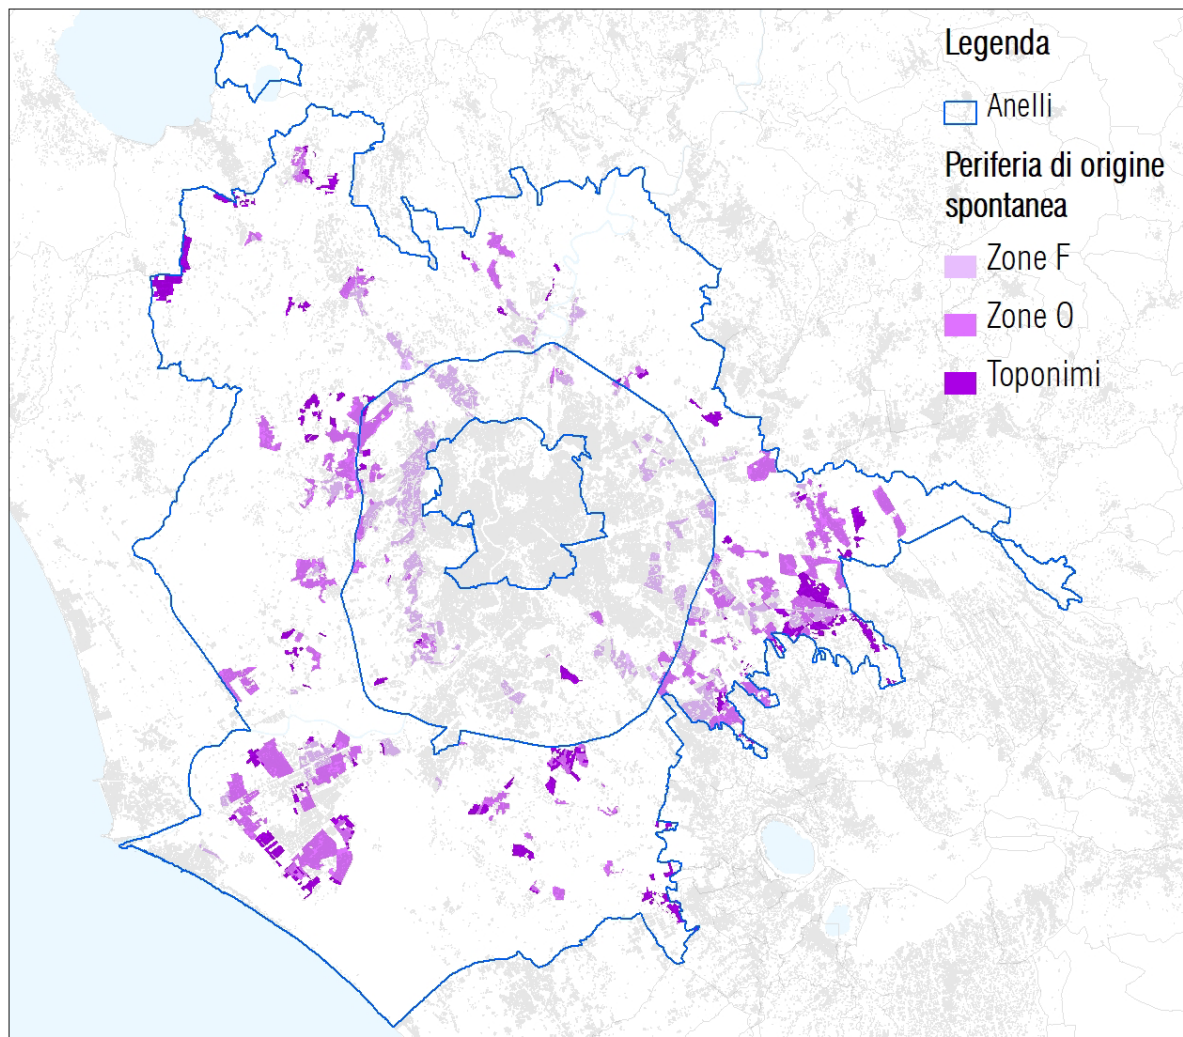 Legenda
Anelli
Periferia di origine
spontanea
Zone F
Zone O
Toponimi